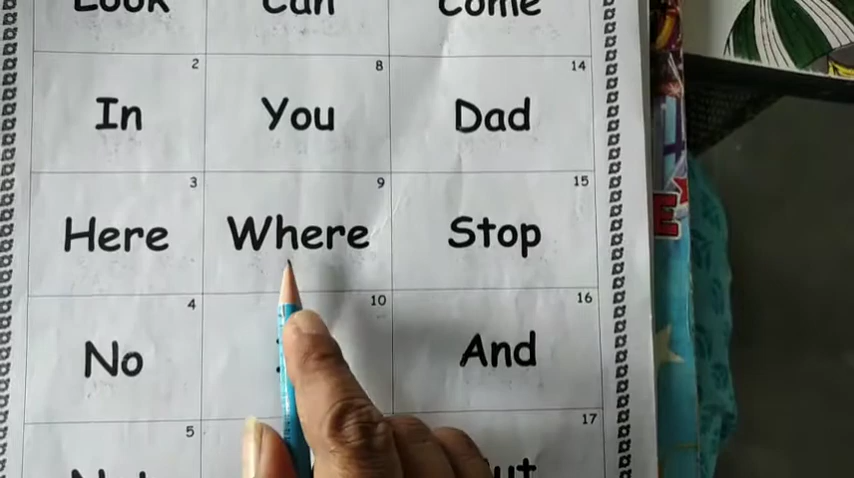 Look Can Come
2 8 14
In You Dad
3 9 15
Here Where Stop
4 10 16
No And
5 17